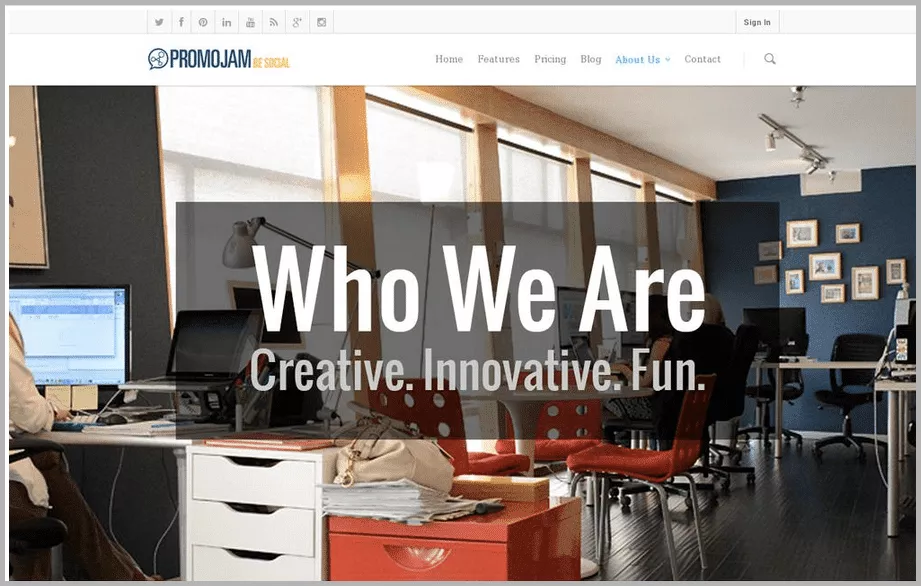 Sign In
PROMOJAM BE SOCIAL
Home Features Pricing Blog About Us Contact
Who We Are
Creative. Innovative. Fun.